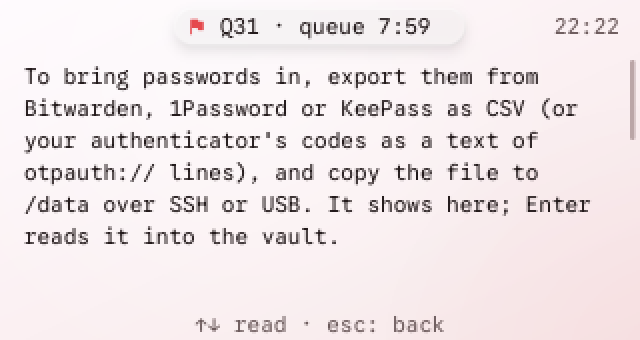 Q31 · queue 7:59
22:22
To bring passwords in, export them from
Bitwarden, 1Password or KeePass as CSV (or
your authenticator's codes as a text of
otpauth:// lines), and copy the file to
/data over SSH or USB. It shows here; Enter
reads it into the vault.
↑↓ read · esc: back